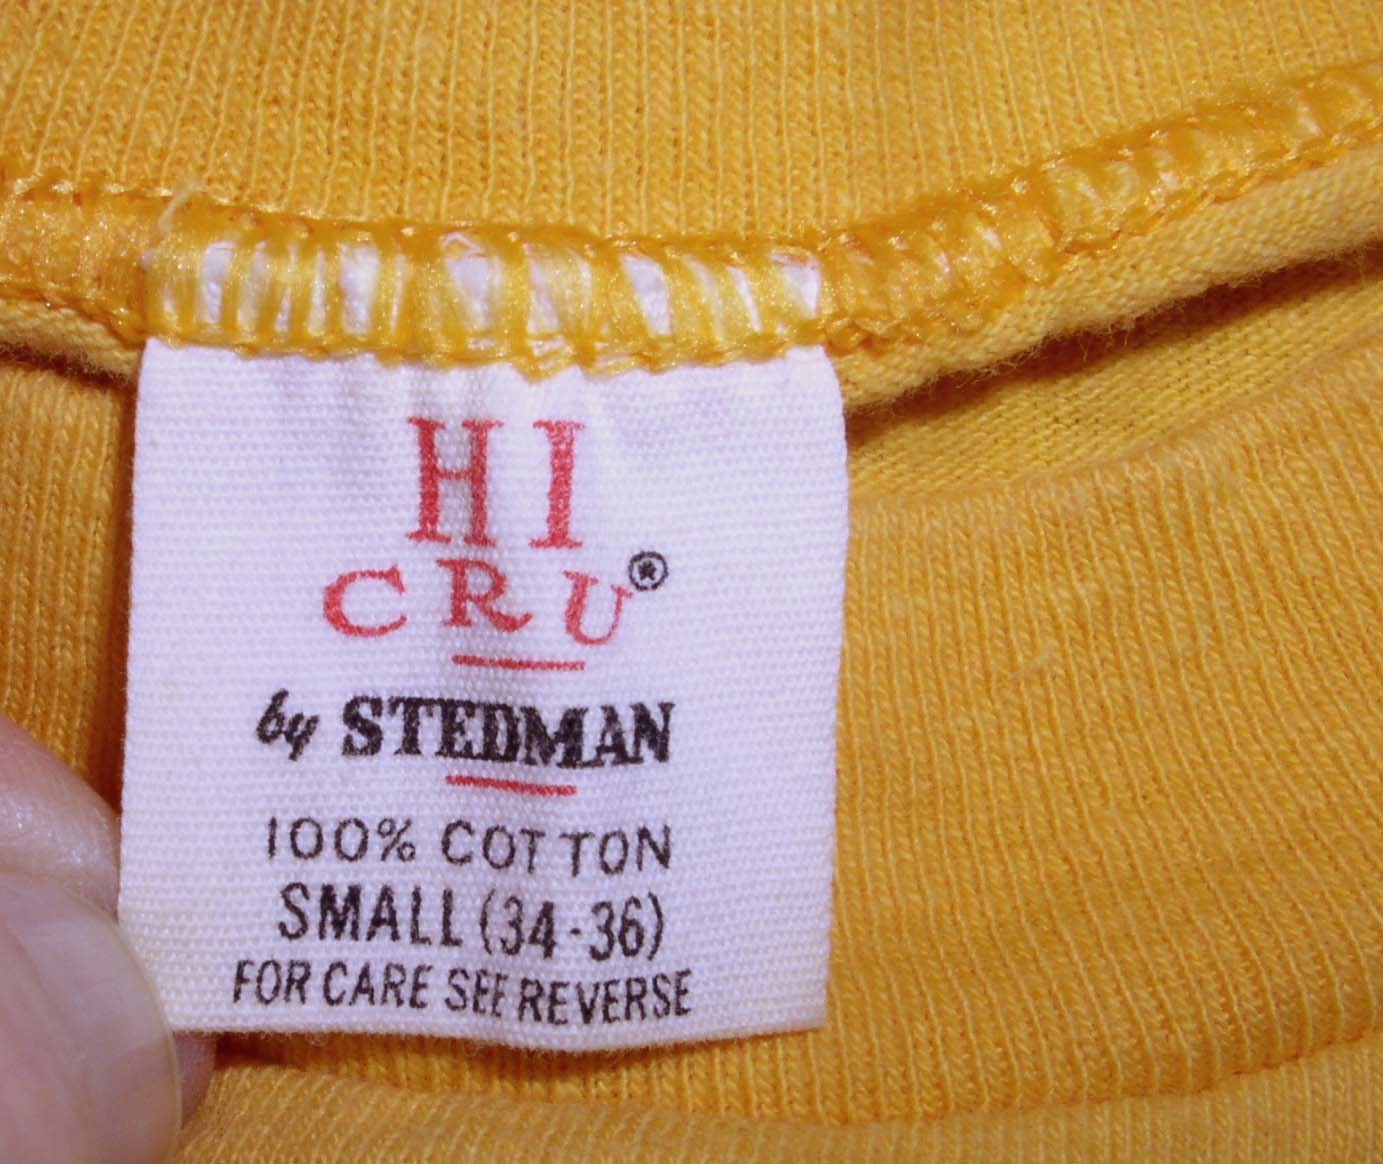 HI
CRU®
by STEDMAN
100% COTTON
SMALL (34-36)
FOR CARE SEE REVERSE